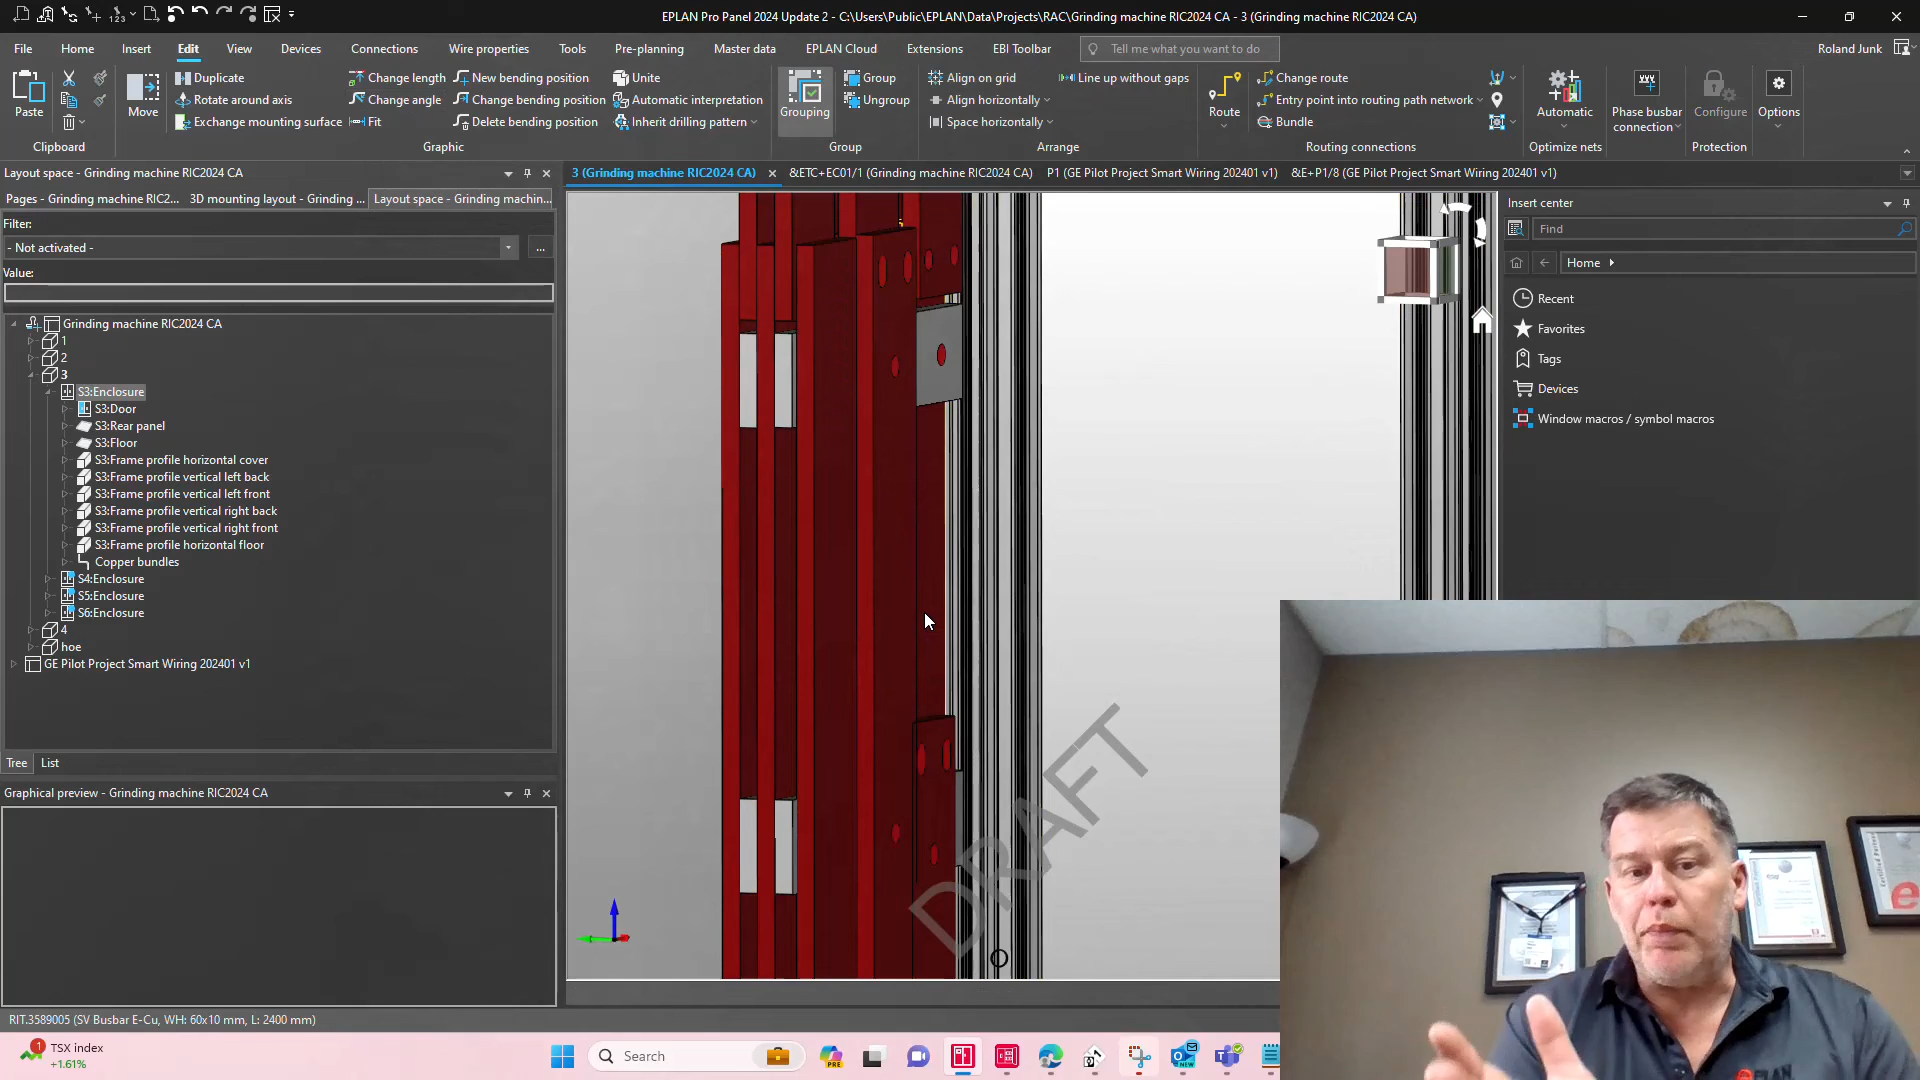 EPLAN Pro Panel 2024 Update 2 - C:\Users\Public\EPLAN\Data\Projects\RAC\Grinding machine RIC2024 CA - 3 (Grinding machine RIC2024 CA)
File Home Insert Edit View Devices Connections Wire properties Tools Pre-planning Master data EPLAN Cloud Extensions EBI Toolbar Tell me what you want to do Roland Junk
Duplicate Change length New bending position Unite Group Align on grid Line up without gaps Change route
Rotate around axis Change angle Change bending position Automatic interpretation Ungroup Align horizontally Entry point into routing path network
Paste Move Grouping Route Automatic Phase busbar connection Configure Options
Exchange mounting surface Fit Delete bending position Inherit drilling pattern Space horizontally Bundle
Clipboard Graphic Group Arrange Routing connections Optimize nets Protection
Layout space - Grinding machine RIC2024 CA
3 (Grinding machine RIC2024 CA) &ETC+EC01/1 (Grinding machine RIC2024 CA) P1 (GE Pilot Project Smart Wiring 202401 v1) &E+P1/8 (GE Pilot Project Smart Wiring 202401 v1)
Pages - Grinding machine RIC2... 3D mounting layout - Grinding ... Layout space - Grinding machin...
Insert center
Filter:
Find
- Not activated - ...
Home
Value:
Recent
Favorites
Tags
Devices
Window macros / symbol macros
Grinding machine RIC2024 CA
1
2
3
S3:Enclosure
S3:Door
S3:Rear panel
S3:Floor
S3:Frame profile horizontal cover
S3:Frame profile vertical left back
S3:Frame profile vertical left front
S3:Frame profile vertical right back
S3:Frame profile vertical right front
S3:Frame profile horizontal floor
Copper bundles
S4:Enclosure
S5:Enclosure
S6:Enclosure
4
hoe
GE Pilot Project Smart Wiring 202401 v1
DRAFT
Tree List
Graphical preview - Grinding machine RIC2024 CA
RIT.3589005 (SV Busbar E-Cu, WH: 60x10 mm, L: 2400 mm)
1
TSX index
+1.61%
Search
PRE
NEW
EPLAN